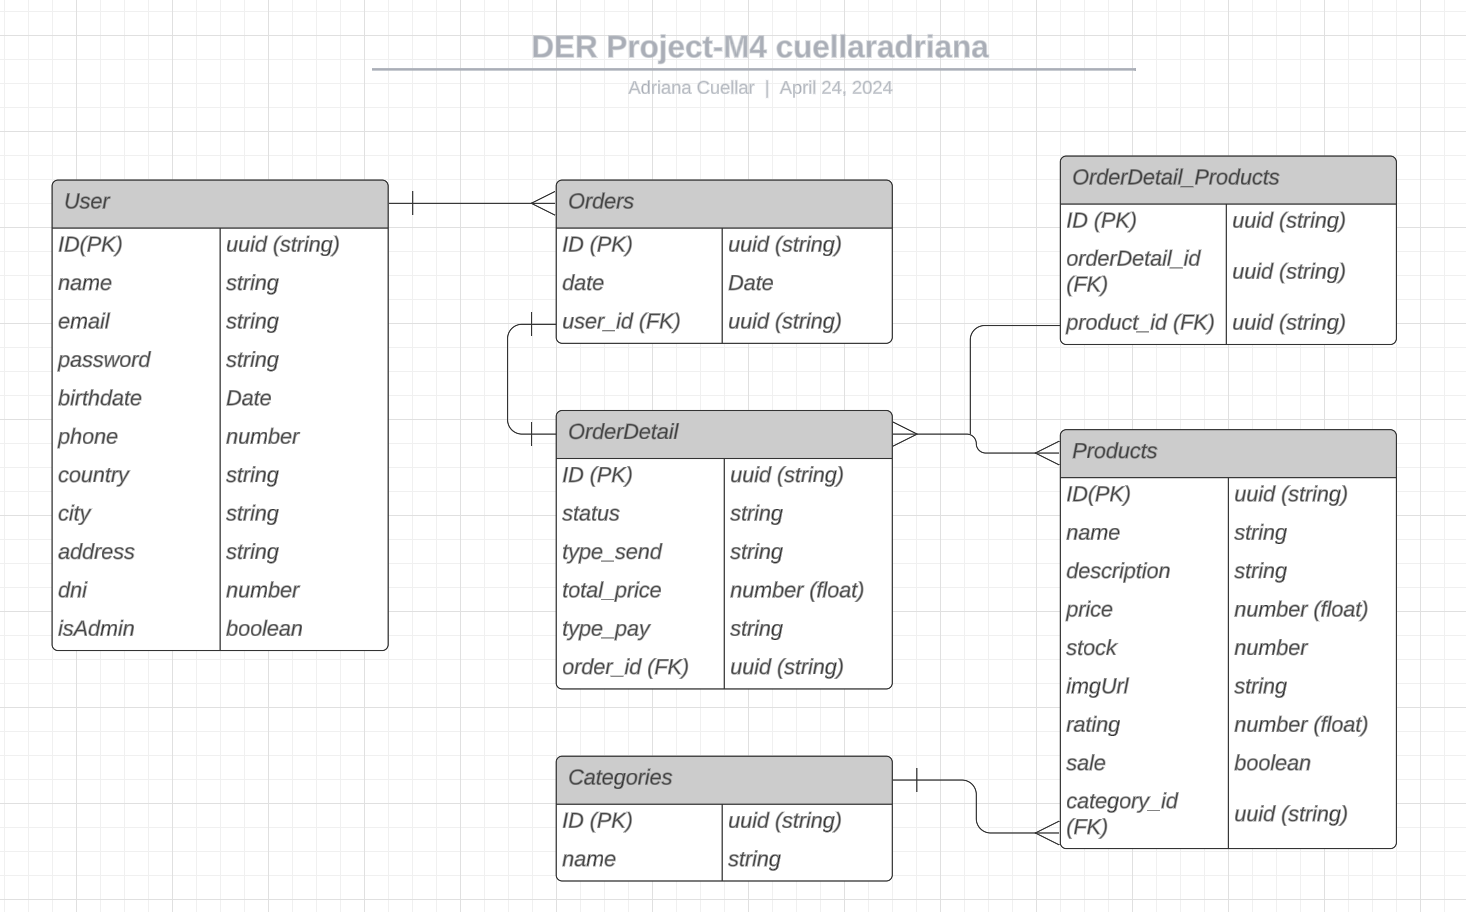 DER Project-M4 cuellaradriana
Adriana Cuellar | April 24, 2024
User
ID(PK) uuid (string)
name string
email string
password string
birthdate Date
phone number
country string
city string
address string
dni number
isAdmin boolean
Orders
ID (PK) uuid (string)
date Date
user_id (FK) uuid (string)
OrderDetail
ID (PK) uuid (string)
status string
type_send string
total_price number (float)
type_pay string
order_id (FK) uuid (string)
Categories
ID (PK) uuid (string)
name string
OrderDetail_Products
ID (PK) uuid (string)
orderDetail_id
(FK) uuid (string)
product_id (FK) uuid (string)
Products
ID(PK) uuid (string)
name string
description string
price number (float)
stock number
imgUrl string
rating number (float)
sale boolean
category_id
(FK) uuid (string)